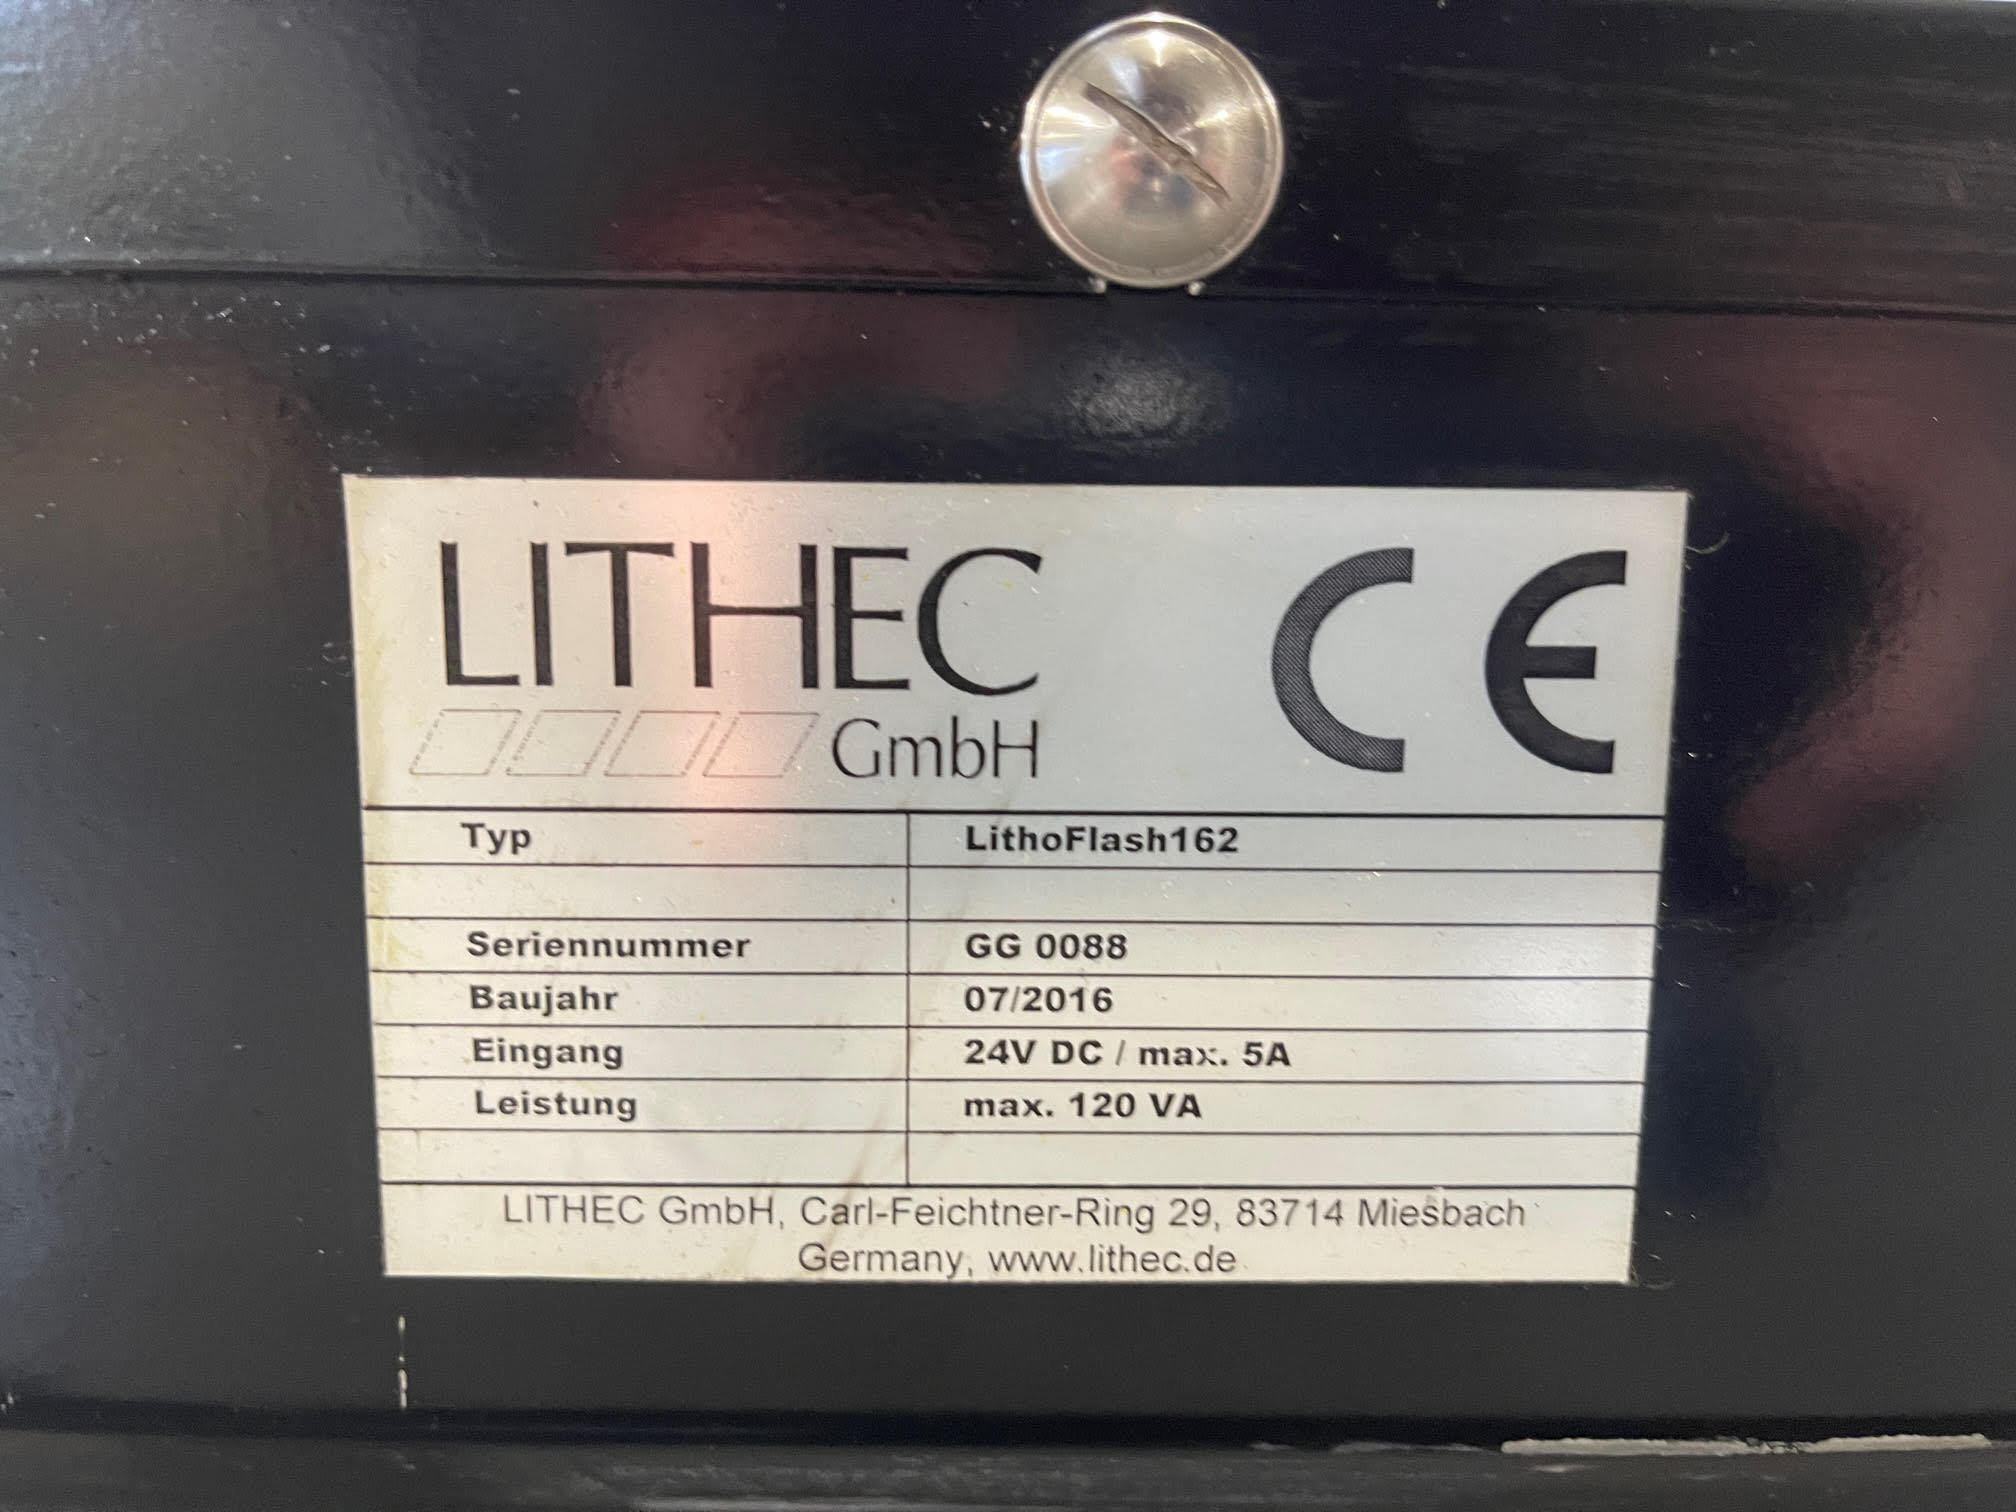 LITHEC
GmbH
CE
Typ LithoFlash162
Seriennummer GG 0088
Baujahr 07/2016
Eingang 24V DC / max. 5A
Leistung max. 120 VA
LITHEC GmbH, Carl-Feichtner-Ring 29, 83714 Miesbach
Germany, www.lithec.de